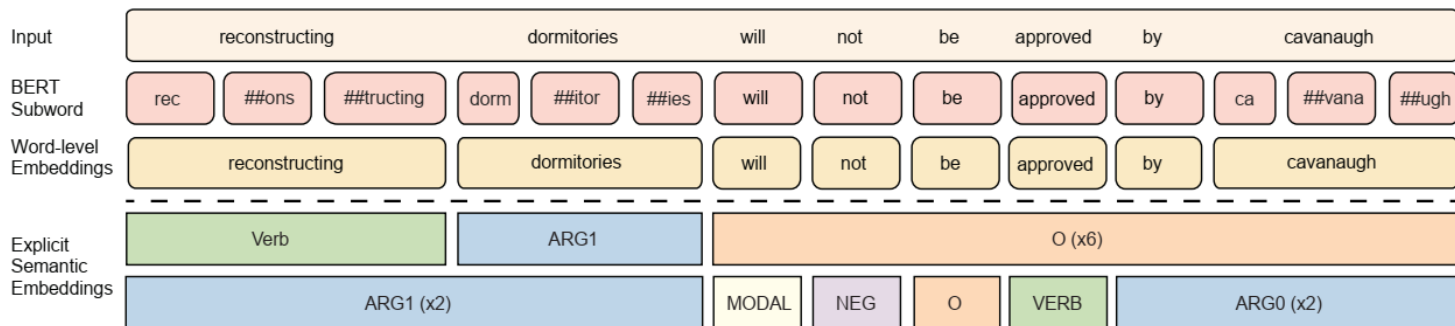 Input reconstructing dormitories will not be approved by cavanaugh
BERT Subword rec ##ons ##tructing dorm ##itor ##ies will not be approved by ca ##vana ##ugh
Word-level Embeddings reconstructing dormitories will not be approved by cavanaugh
Explicit Semantic Embeddings
Verb ARG1 O (x6)
ARG1 (x2) MODAL NEG O VERB ARG0 (x2)